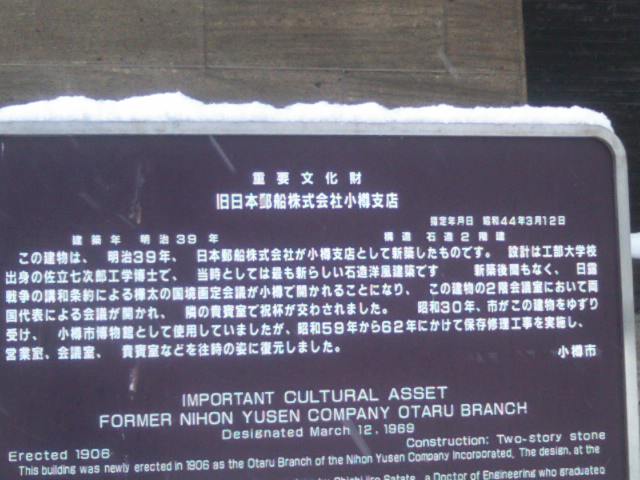 重要文化財
旧日本郵船株式会社小樽支店
指定年月日 昭和44年3月12日
建築年 明治39年 構造 石造2階建
この建物は、明治39年、日本郵船株式会社が小樽支店として新築したものです。設計は工部大学校
出身の佐立七次郎工学博士で、当時としては最も新らしい石造洋風建築です 新築後間もなく、日露
戦争の講和条約による樺太の国境画定会議が小樽で開かれることになり、この建物の2階会議室において両
国代表による会議が開かれ、隣の貴賓室で祝杯が交わされました。 昭和30年、市がこの建物をゆずり
受け、小樽市博物館として使用していましたが、昭和59年から62年にかけて保存修理工事を実施し、
営業室、会議室、貴賓室などを往時の姿に復元しました。 小樽市
IMPORTANT CULTURAL ASSET
FORMER NIHON YUSEN COMPANY OTARU BRANCH
Designated March 12, 1969
Erected 1906 Construction: Two-story stone
This building was newly erected in 1906 as the Otaru Branch of the Nihon Yusen Company Incorporated. The design, at the
a Doctor of Engineering who graduated